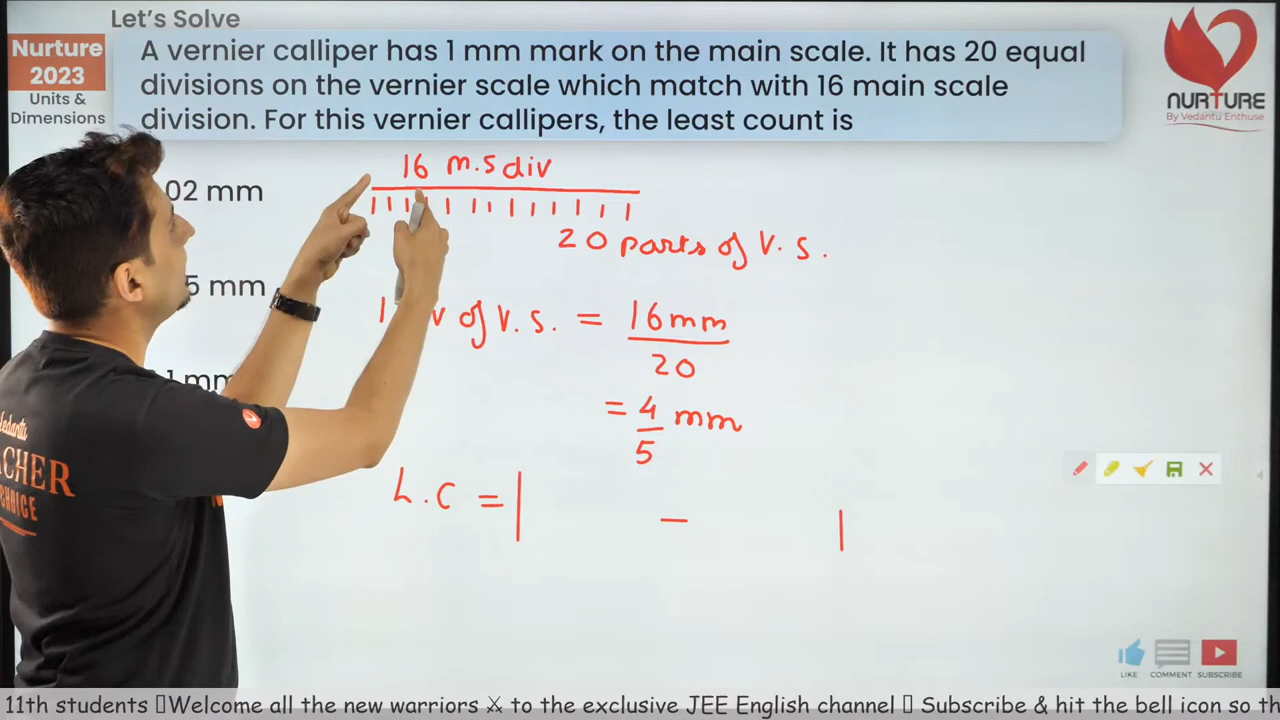 Let's Solve
Nurture
2023
Units &
Dimensions
A vernier calliper has 1 mm mark on the main scale. It has 20 equal
divisions on the vernier scale which match with 16 main scale
division. For this vernier callipers, the least count is
NURTURE
By Vedantu Enthuse
16 m.s div
20 parts of V.S.
02 mm
5 mm
1 mm
of V.S. = 16mm
20
= 4 mm
5
L.C = | - |
LIKE
COMMENT
SUBSCRIBE
11th students Welcome all the new warriors ⚔ to the exclusive JEE English channel Subscribe & hit the bell icon so th